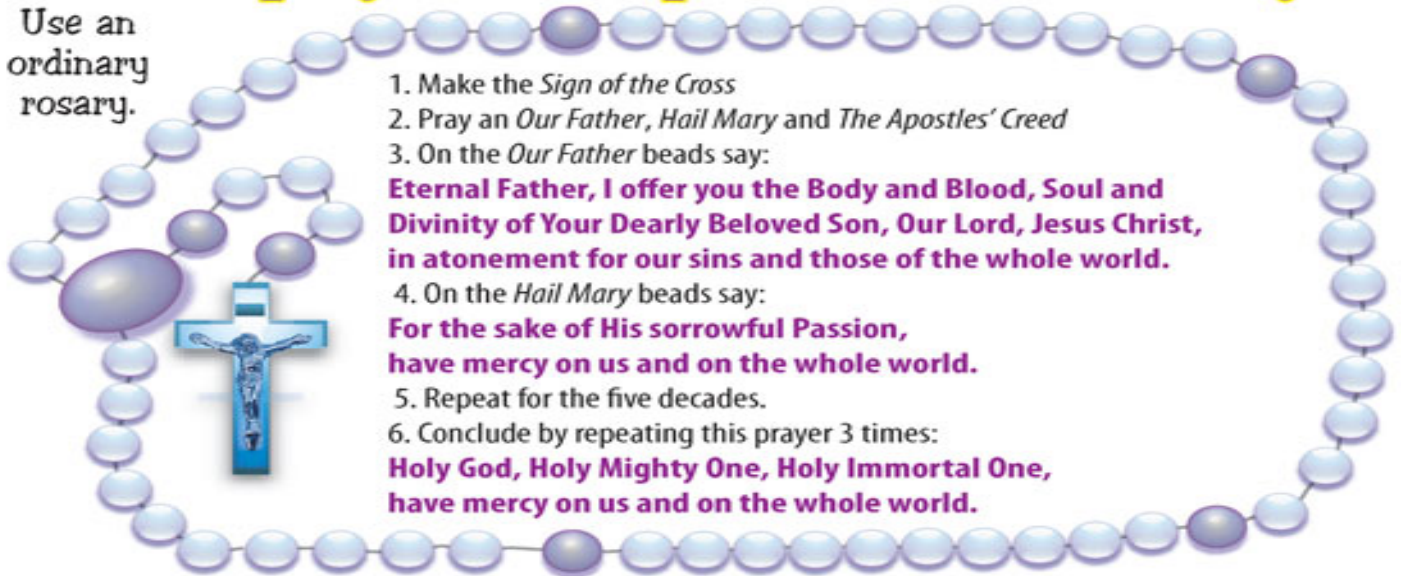 Use an
ordinary
rosary.
1. Make the Sign of the Cross
2. Pray an Our Father, Hail Mary and The Apostles' Creed
3. On the Our Father beads say:
Eternal Father, I offer you the Body and Blood, Soul and
Divinity of Your Dearly Beloved Son, Our Lord, Jesus Christ,
in atonement for our sins and those of the whole world.
4. On the Hail Mary beads say:
For the sake of His sorrowful Passion,
have mercy on us and on the whole world.
5. Repeat for the five decades.
6. Conclude by repeating this prayer 3 times:
Holy God, Holy Mighty One, Holy Immortal One,
have mercy on us and on the whole world.